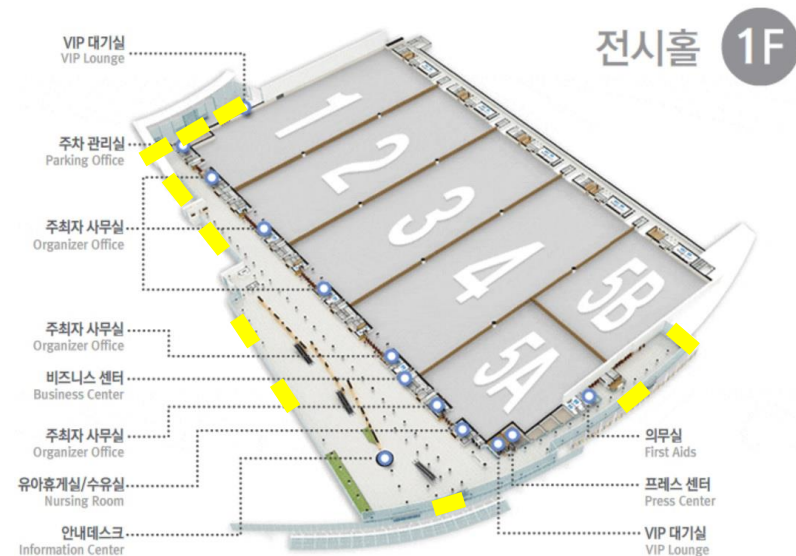 전시홀 1F
VIP 대기실
VIP Lounge
주차 관리실
Parking Office
주최자 사무실
Organizer Office
주최자 사무실
Organizer Office
비즈니스 센터
Business Center
주최자 사무실
Organizer Office
유아휴게실/수유실
Nursing Room
안내데스크
Information Center
1
2
3
4
5A
5B
의무실
First Aids
프레스 센터
Press Center
VIP 대기실
VIP Lounge